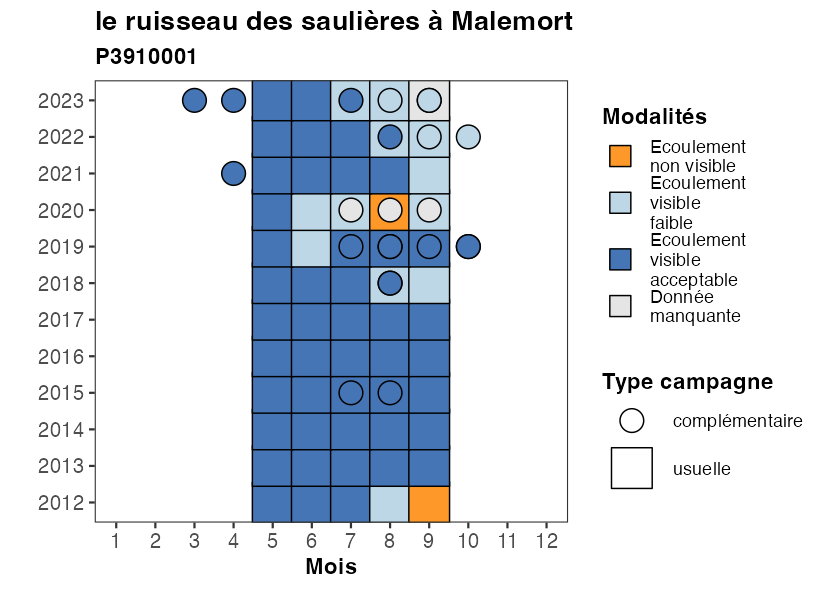 le ruisseau des saulières à Malemort
P3910001
2023
2022
2021
2020
2019
2018
2017
2016
2015
2014
2013
2012
1 2 3 4 5 6 7 8 9 10 11 12
Mois
Modalités
Ecoulement
non visible
Ecoulement
visible
faible
Ecoulement
visible
acceptable
Donnée
manquante
Type campagne
complémentaire
usuelle